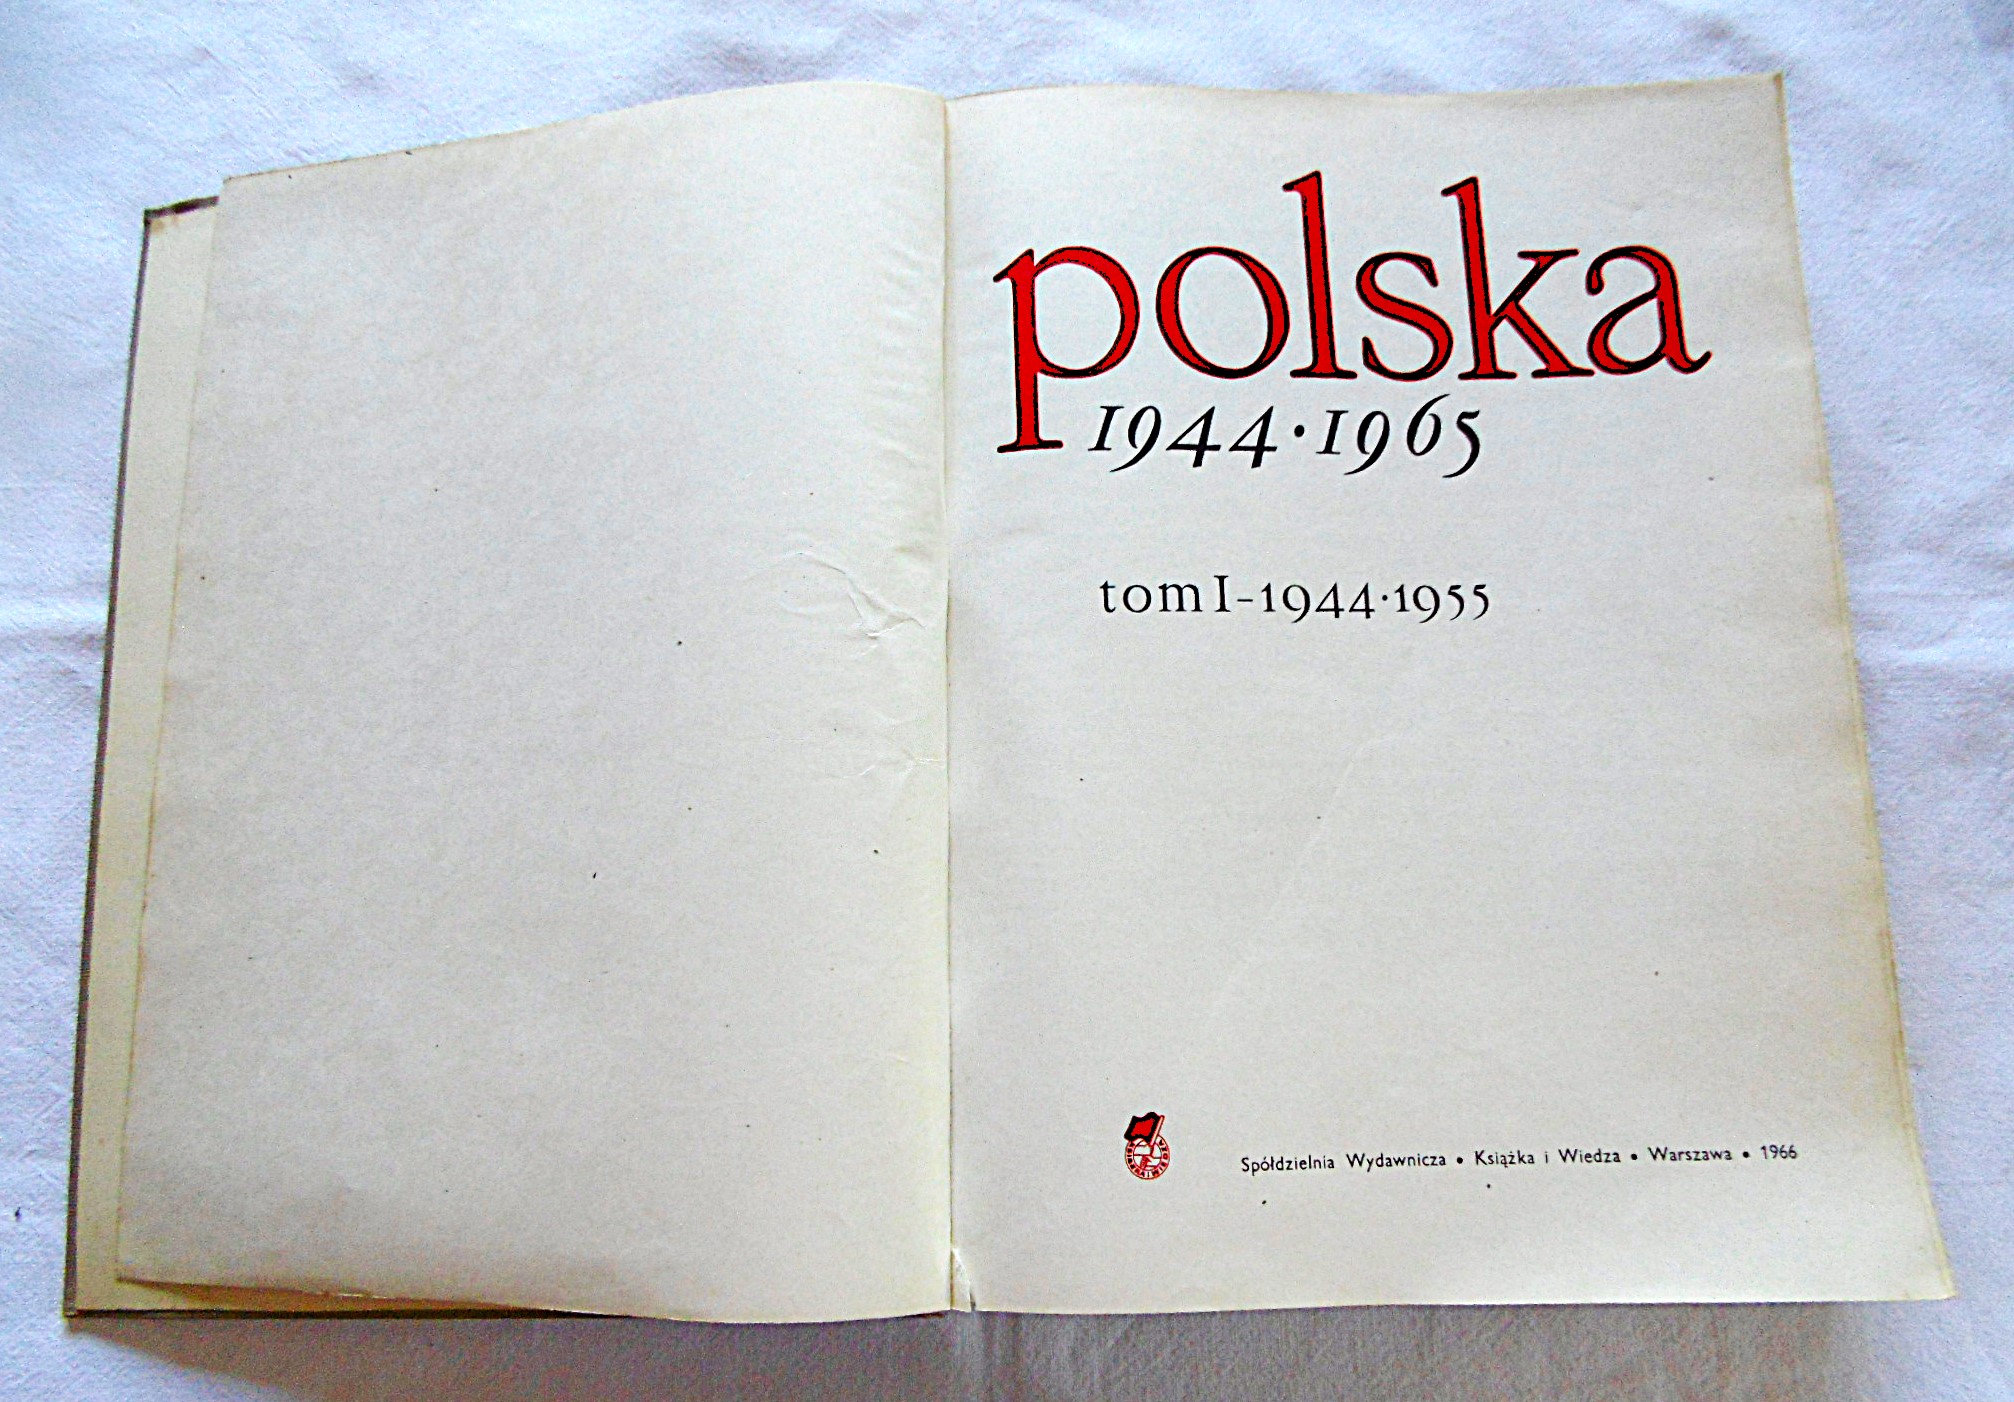 polska
1944·1965
tom I-1944·1955
Spółdzielnia Wydawnicza • Książka i Wiedza • Warszawa • 1966